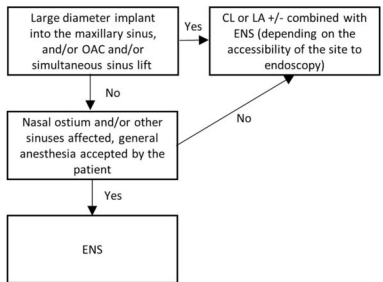 Large diameter implant
into the maxillary sinus,
and/or OAC and/or
simultaneous sinus lift
Yes
CL or LA +/- combined with
ENS (depending on the
accessibility of the site to
endoscopy)
No
No
Nasal ostium and/or other
sinuses affected, general
anesthesia accepted by the
patient
Yes
ENS